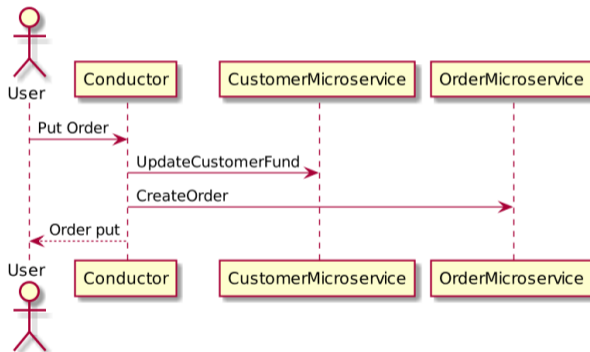 User
Conductor
CustomerMicroservice
OrderMicroservice
Put Order
UpdateCustomerFund
CreateOrder
Order put
User
Conductor
CustomerMicroservice
OrderMicroservice